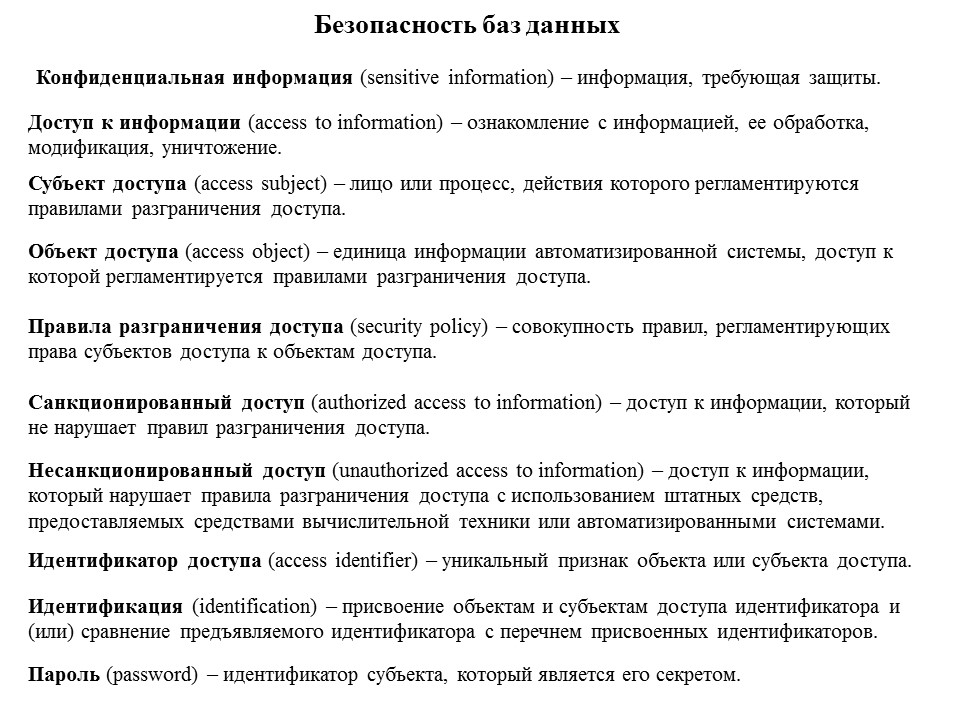 Безопасность баз данных
Конфиденциальная информация (sensitive information) – информация, требующая защиты.
Доступ к информации (access to information) – ознакомление с информацией, ее обработка,
модификация, уничтожение.
Субъект доступа (access subject) – лицо или процесс, действия которого регламентируются
правилами разграничения доступа.
Объект доступа (access object) – единица информации автоматизированной системы, доступ к
которой регламентируется правилами разграничения доступа.
Правила разграничения доступа (security policy) – совокупность правил, регламентирующих
права субъектов доступа к объектам доступа.
Санкционированный доступ (authorized access to information) – доступ к информации, который
не нарушает правил разграничения доступа.
Несанкционированный доступ (unauthorized access to information) – доступ к информации,
который нарушает правила разграничения доступа с использованием штатных средств,
предоставляемых средствами вычислительной техники или автоматизированными системами.
Идентификатор доступа (access identifier) – уникальный признак объекта или субъекта доступа.
Идентификация (identification) – присвоение объектам и субъектам доступа идентификатора и
(или) сравнение предъявляемого идентификатора с перечнем присвоенных идентификаторов.
Пароль (password) – идентификатор субъекта, который является его секретом.